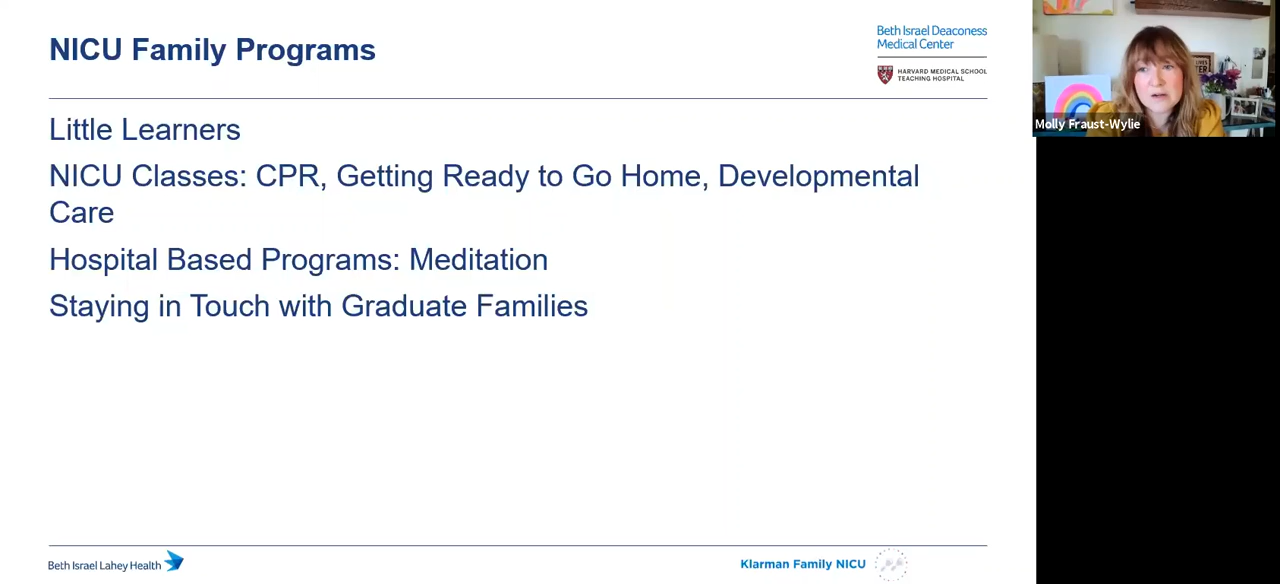 NICU Family Programs
Beth Israel Deaconess
Medical Center
HARVARD MEDICAL SCHOOL
TEACHING HOSPITAL
Little Learners
NICU Classes: CPR, Getting Ready to Go Home, Developmental
Care
Hospital Based Programs: Meditation
Staying in Touch with Graduate Families
Beth Israel Lahey Health
Klarman Family NICU
Molly Fraust-Wylie